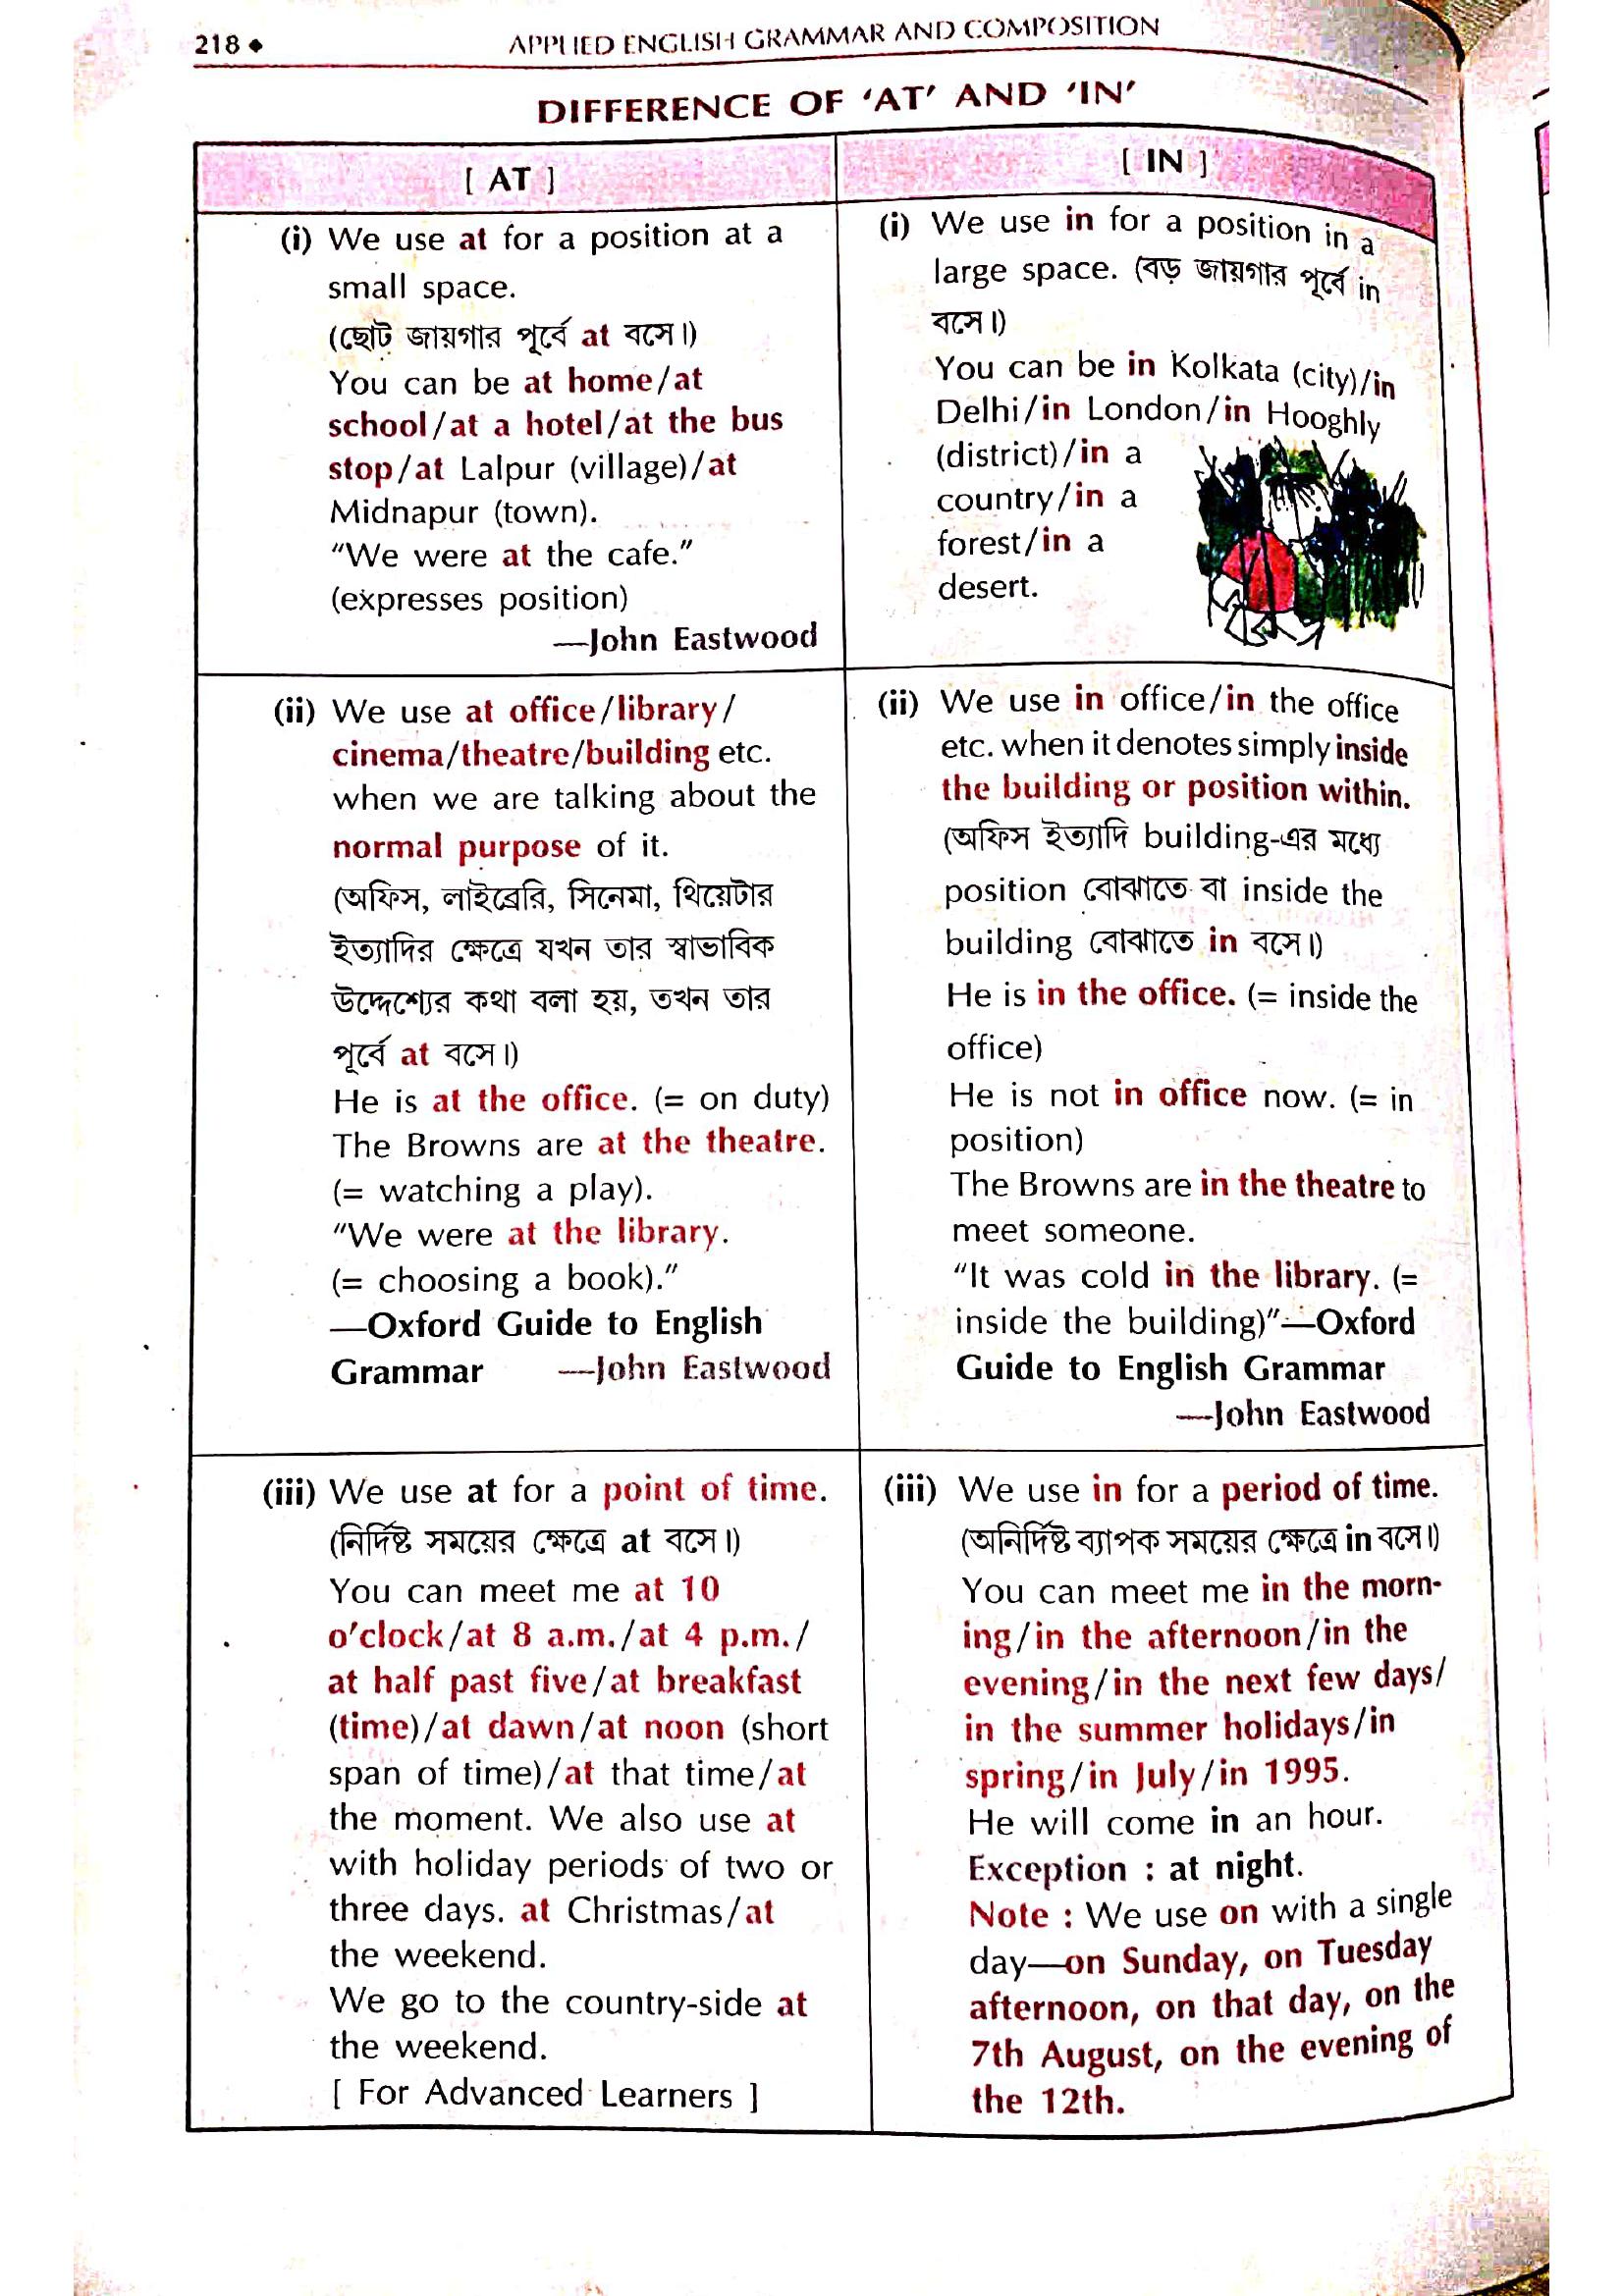 218 ◆
APPLIED ENGLISH GRAMMAR AND COMPOSITION
DIFFERENCE OF ‘AT’ AND ‘IN’
[ AT ]
(i) We use at for a position at a
small space.
(ছোট জায়গার পূর্বে at বসে।)
You can be at home/at
school/at a hotel/at the bus
stop/at Lalpur (village)/at
Midnapur (town).
“We were at the cafe.”
(expresses position)
—John Eastwood
[ IN ]
(i) We use in for a position in a
large space. (বড় জায়গার পূর্বে in
বসে।)
You can be in Kolkata (city)/in
Delhi/in London/in Hooghly
(district)/in a
country/in a
forest/in a
desert.
(ii) We use at office/library/
cinema/theatre/building etc.
when we are talking about the
normal purpose of it.
(অফিস, লাইব্রেরি, সিনেমা, থিয়েটার
ইত্যাদির ক্ষেত্রে যখন তার স্বাভাবিক
উদ্দেশ্যের কথা বলা হয়, তখন তার
পূর্বে at বসে।)
He is at the office. (= on duty)
The Browns are at the theatre.
(= watching a play).
“We were at the library.
(= choosing a book).”
—Oxford Guide to English
Grammar —John Eastwood
(ii) We use in office/in the office
etc. when it denotes simply inside
the building or position within.
(অফিস ইত্যাদি building-এর মধ্যে
position বোঝাতে বা inside the
building বোঝাতে in বসে।)
He is in the office. (= inside the
office)
He is not in office now. (= in
position)
The Browns are in the theatre to
meet someone.
“It was cold in the library. (=
inside the building)”—Oxford
Guide to English Grammar
—John Eastwood
(iii) We use at for a point of time.
(নির্দিষ্ট সময়ের ক্ষেত্রে at বসে।)
You can meet me at 10
o’clock/at 8 a.m./at 4 p.m./
at half past five/at breakfast
(time)/at dawn/at noon (short
span of time)/at that time/at
the moment. We also use at
with holiday periods of two or
three days. at Christmas/at
the weekend.
We go to the country-side at
the weekend.
[ For Advanced Learners ]
(iii) We use in for a period of time.
(অনির্দিষ্ট ব্যাপক সময়ের ক্ষেত্রে in বসে।)
You can meet me in the morn-
ing/in the afternoon/in the
evening/in the next few days/
in the summer holidays/in
spring/in July/in 1995.
He will come in an hour.
Exception : at night.
Note : We use on with a single
day—on Sunday, on Tuesday
afternoon, on that day, on the
7th August, on the evening of
the 12th.